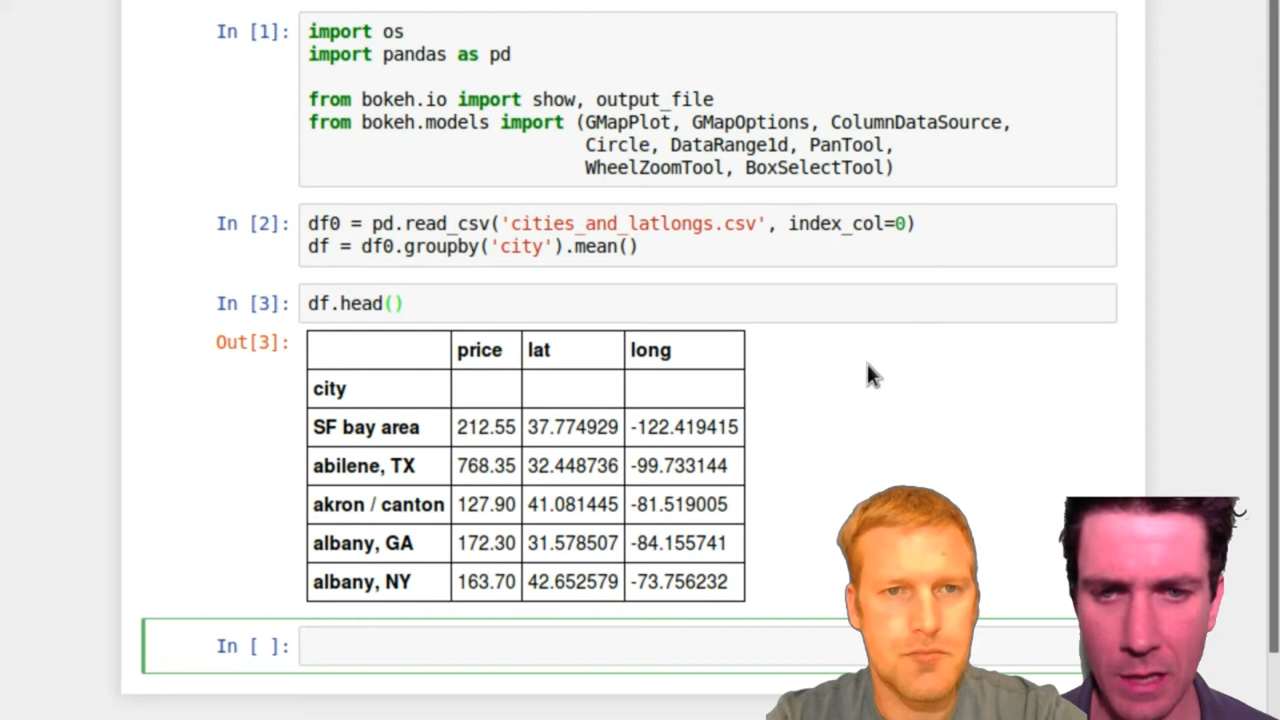 In [1]: import os
import pandas as pd
from bokeh.io import show, output_file
from bokeh.models import (GMapPlot, GMapOptions, ColumnDataSource,
Circle, DataRange1d, PanTool,
WheelZoomTool, BoxSelectTool)
In [2]: df0 = pd.read_csv('cities_and_latlongs.csv', index_col=0)
df = df0.groupby('city').mean()
In [3]: df.head()
Out[3]:
price lat long
city
SF bay area 212.55 37.774929 -122.419415
abilene, TX 768.35 32.448736 -99.733144
akron / canton 127.90 41.081445 -81.519005
albany, GA 172.30 31.578507 -84.155741
albany, NY 163.70 42.652579 -73.756232
In [ ]: